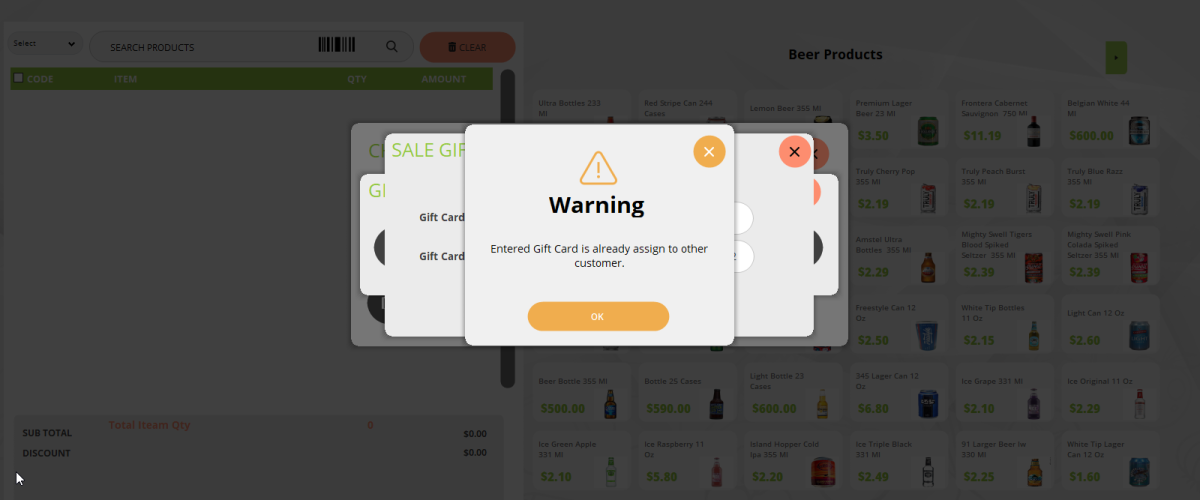 Select
SEARCH PRODUCTS
CLEAR
CODE ITEM QTY AMOUNT
Beer Products
Ultra Bottles 233
Ml
Red Stripe Can 244
Cases
Lemon Beer 355 Ml
Premium Lager
Beer 23 Ml
$3.50
Frontera Cabernet
Sauvignon 750 Ml
$11.19
Belgian White 44
Ml
$600.00
SALE GIF
Gift Card
Gift Card
Warning
Entered Gift Card is already assign to other
customer.
OK
Truly Cherry Pop
355 Ml
$2.19
Truly Peach Burst
355 Ml
$2.19
Truly Blue Razz
355 Ml
$2.19
Amstel Ultra
Bottles 355 Ml
$2.29
Mighty Swell Tigers
Blood Spiked
Seltzer 355 Ml
$2.39
Mighty Swell Pink
Colada Spiked
Seltzer 355 Ml
$2.39
Freestyle Can 12
Oz
$2.50
White Tip Bottles
11 Oz
$2.15
Light Can 12 Oz
$2.60
Beer Bottle 355 Ml
$500.00
Bottle 25 Cases
$590.00
Light Bottle 23
Cases
$600.00
345 Lager Can 12
Oz
$6.80
Ice Grape 331 Ml
$2.10
Ice Original 11 Oz
$2.29
Ice Green Apple
331 Ml
$2.10
Ice Raspberry 11
Oz
$5.80
Island Hopper Cold
Ipa 355 Ml
$2.20
Ice Triple Black
331 Ml
$2.49
91 Larger Beer Iw
330 Ml
$2.25
White Tip Lager
Can 12 Oz
$1.60
Total Iteam Qty 0
SUB TOTAL $0.00
DISCOUNT $0.00